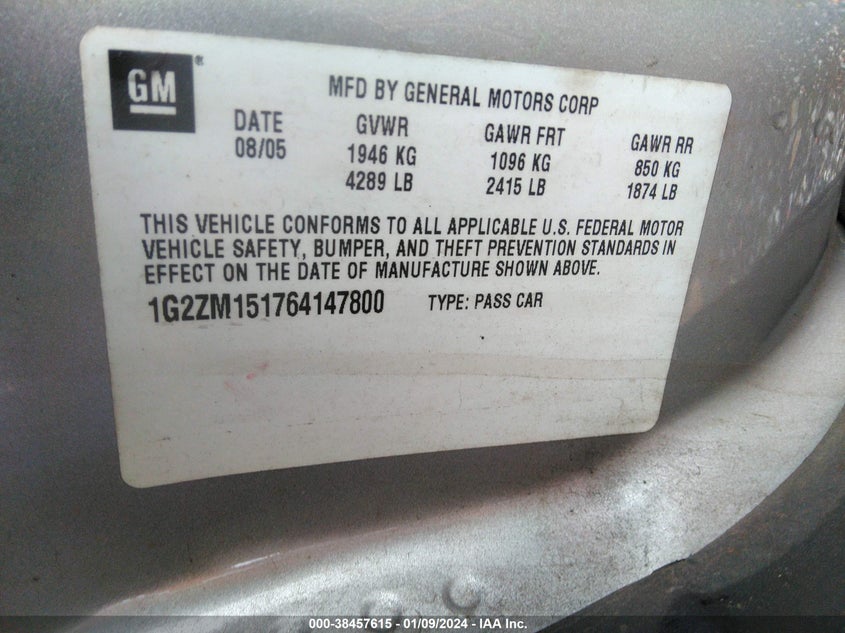 GM®
MFD BY GENERAL MOTORS CORP
DATE GVWR GAWR FRT GAWR RR
08/05 1946 KG 1096 KG 850 KG
4289 LB 2415 LB 1874 LB
THIS VEHICLE CONFORMS TO ALL APPLICABLE U.S. FEDERAL MOTOR
VEHICLE SAFETY, BUMPER, AND THEFT PREVENTION STANDARDS IN
EFFECT ON THE DATE OF MANUFACTURE SHOWN ABOVE.
1G2ZM151764147800 TYPE: PASS CAR
000-38457615 - 01/09/2024 - IAA Inc.